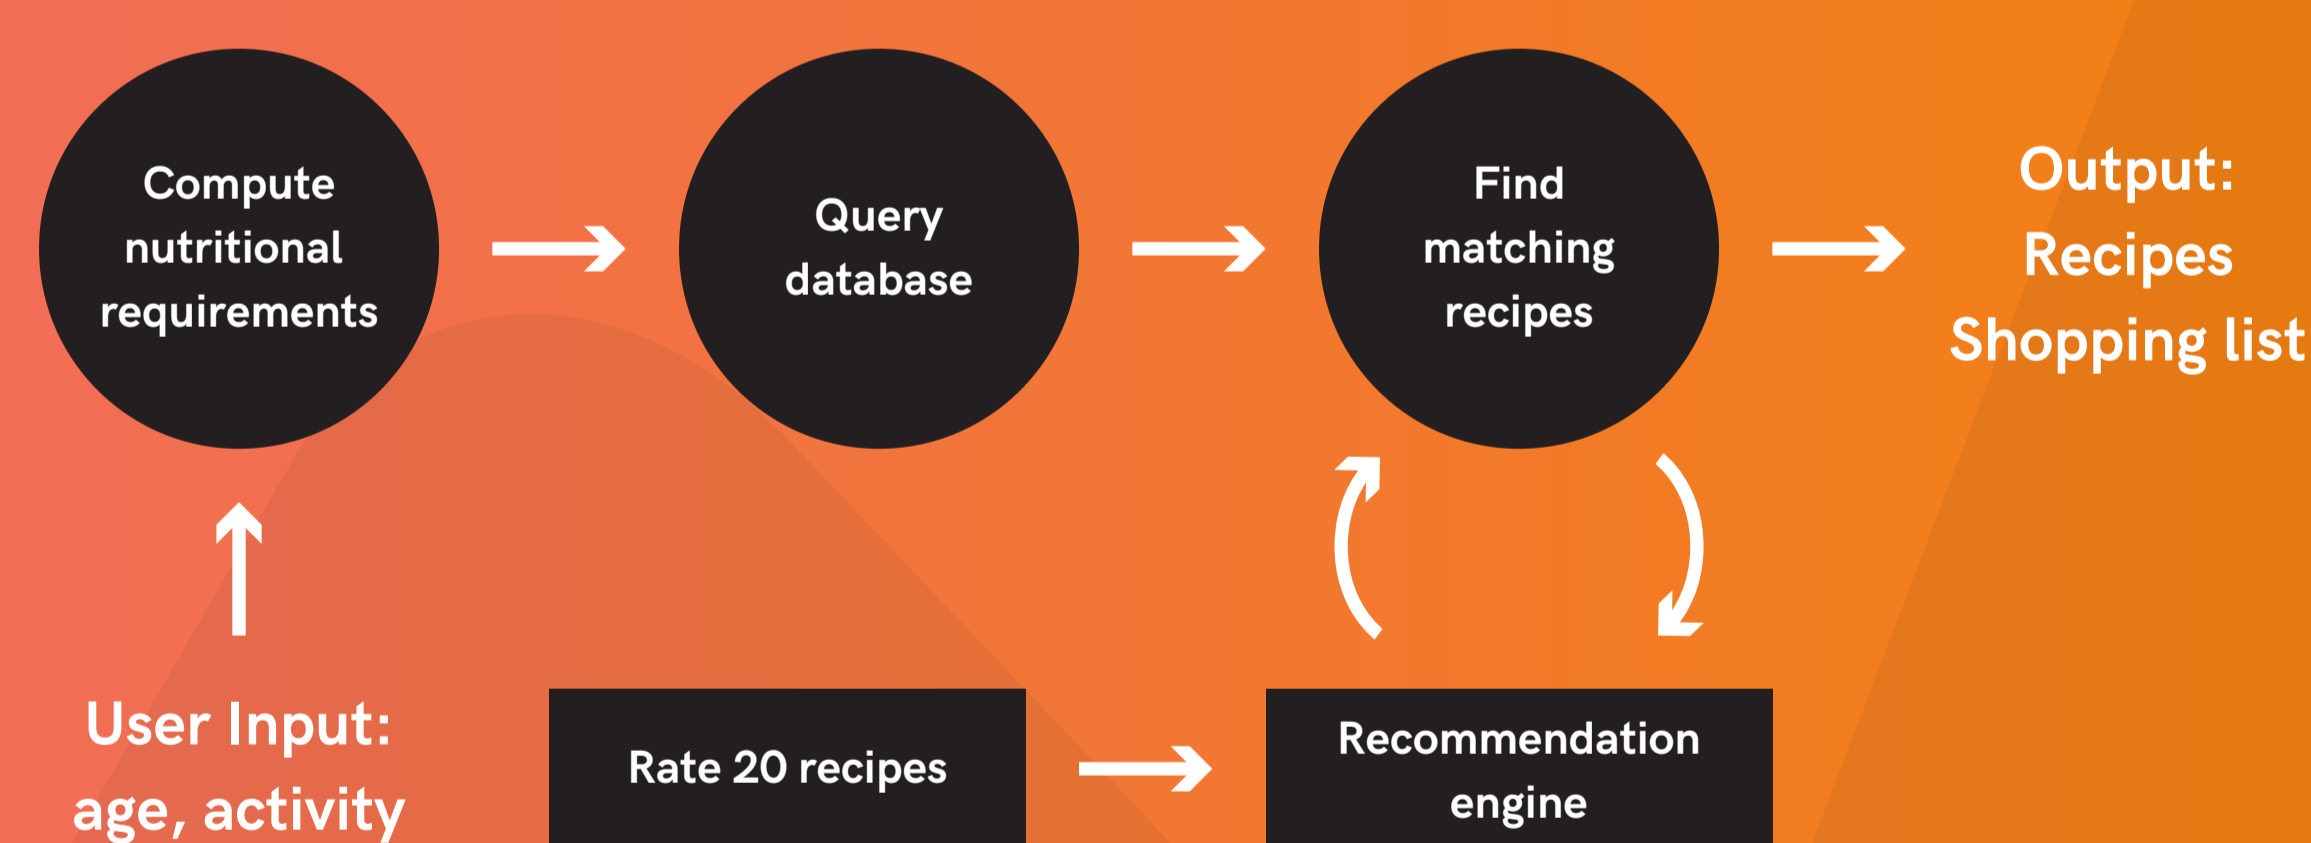 Compute
nutritional
requirements
Query
database
Find
matching
recipes
Output:
Recipes
Shopping list
User Input:
age, activity
Rate 20 recipes
Recommendation
engine